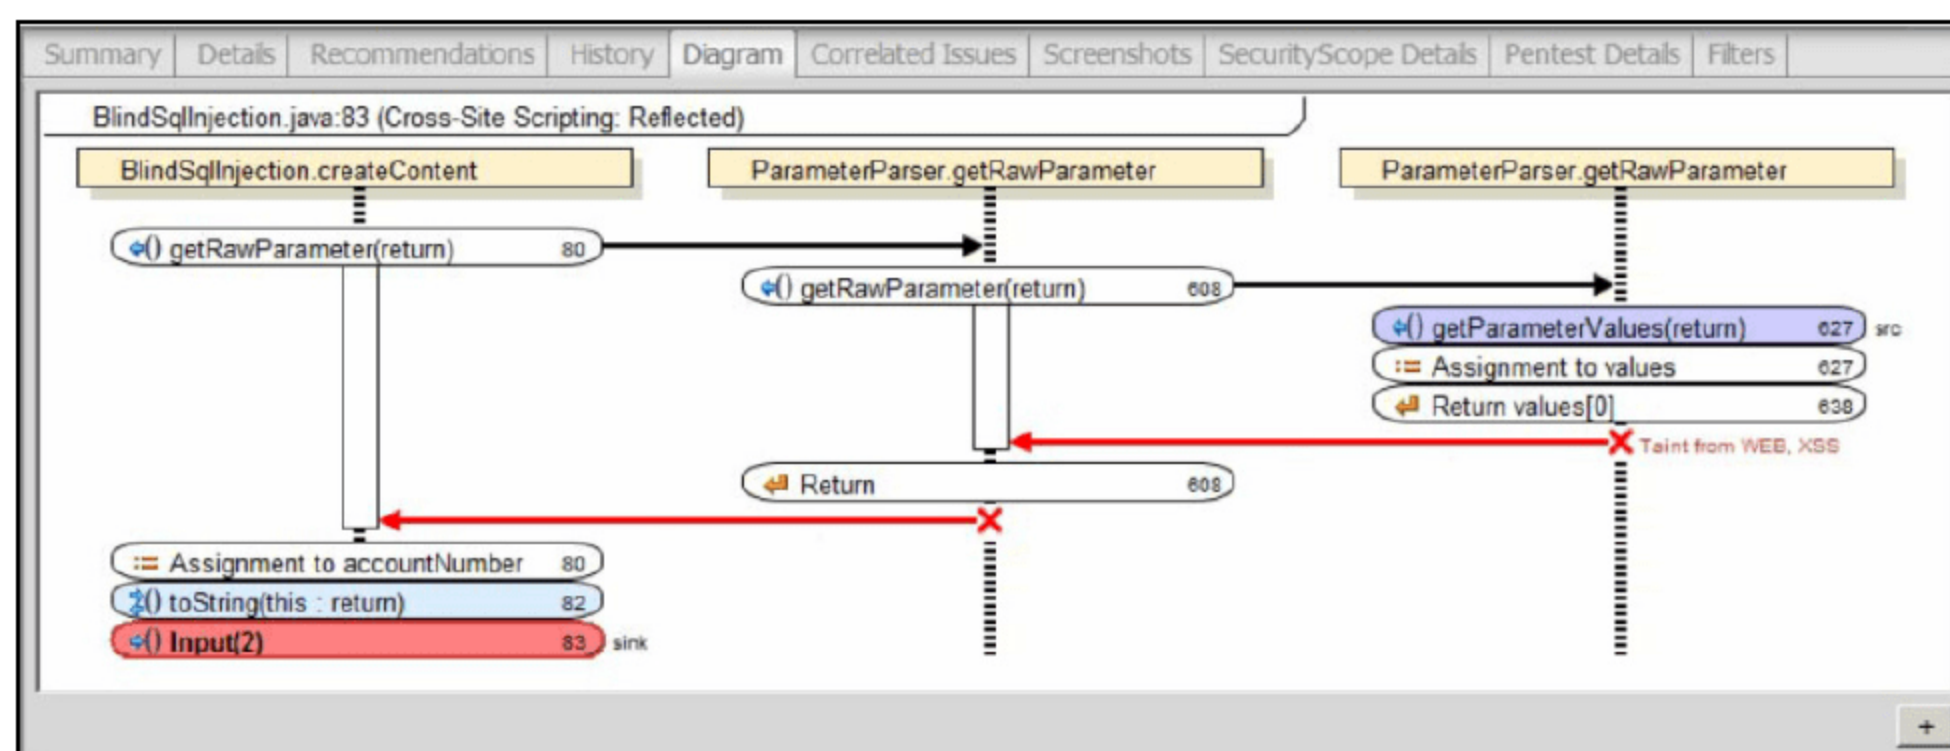 Summary Details Recommendations History Diagram Correlated Issues Screenshots SecurityScope Details Pentest Details Filters
BlindSqlInjection.java:83 (Cross-Site Scripting: Reflected)
BlindSqlInjection.createContent ParameterParser.getRawParameter ParameterParser.getRawParameter
getRawParameter(return) 80
getRawParameter(return) 608
getParameterValues(return) 627 src
:= Assignment to values 627
Return values[0] 638
Taint from WEB, XSS
Return 608
:= Assignment to accountNumber 80
() toString(this : return) 82
() Input(2) 83 sink
+